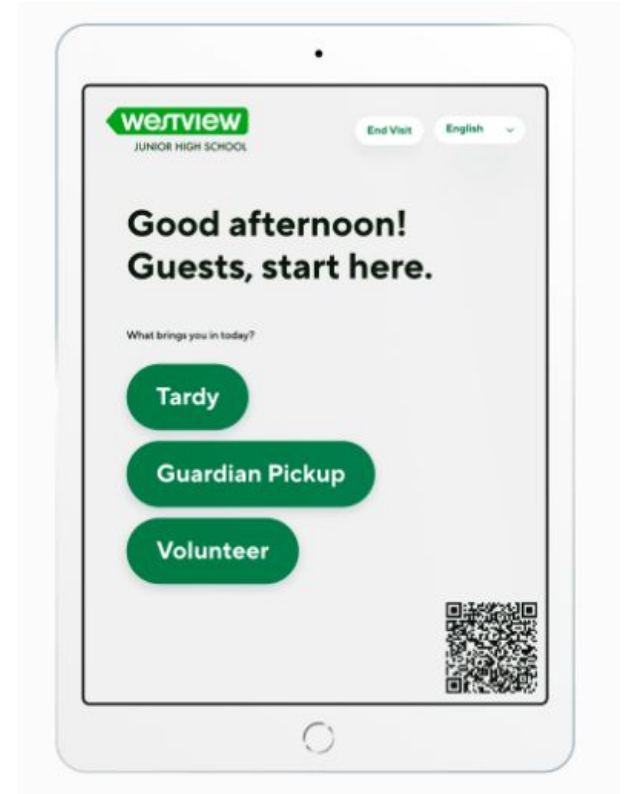 Westview
JUNIOR HIGH SCHOOL
End Visit
English
Good afternoon!
Guests, start here.
What brings you in today?
Tardy
Guardian Pickup
Volunteer